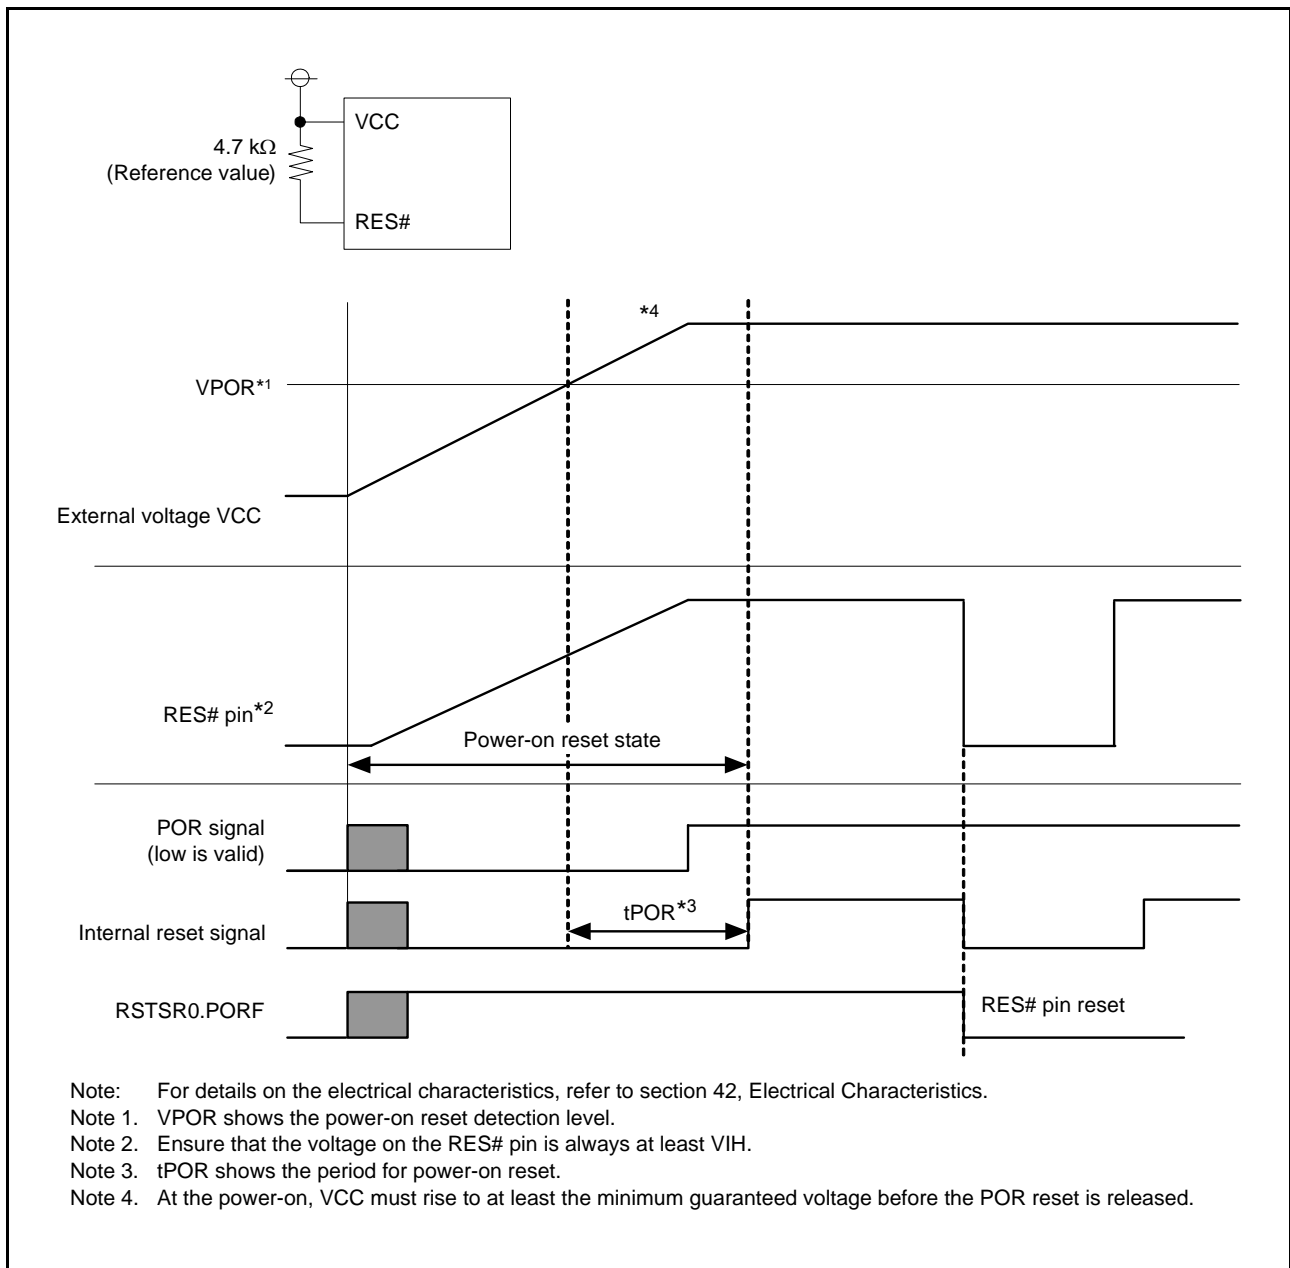 VCC
4.7 kΩ
(Reference value)
RES#
*4
VPOR*1
External voltage VCC
RES# pin*2
Power-on reset state
POR signal
(low is valid)
tPOR*3
Internal reset signal
RSTSR0.PORF
RES# pin reset
Note: For details on the electrical characteristics, refer to section 42, Electrical Characteristics.
Note 1. VPOR shows the power-on reset detection level.
Note 2. Ensure that the voltage on the RES# pin is always at least VIH.
Note 3. tPOR shows the period for power-on reset.
Note 4. At the power-on, VCC must rise to at least the minimum guaranteed voltage before the POR reset is released.